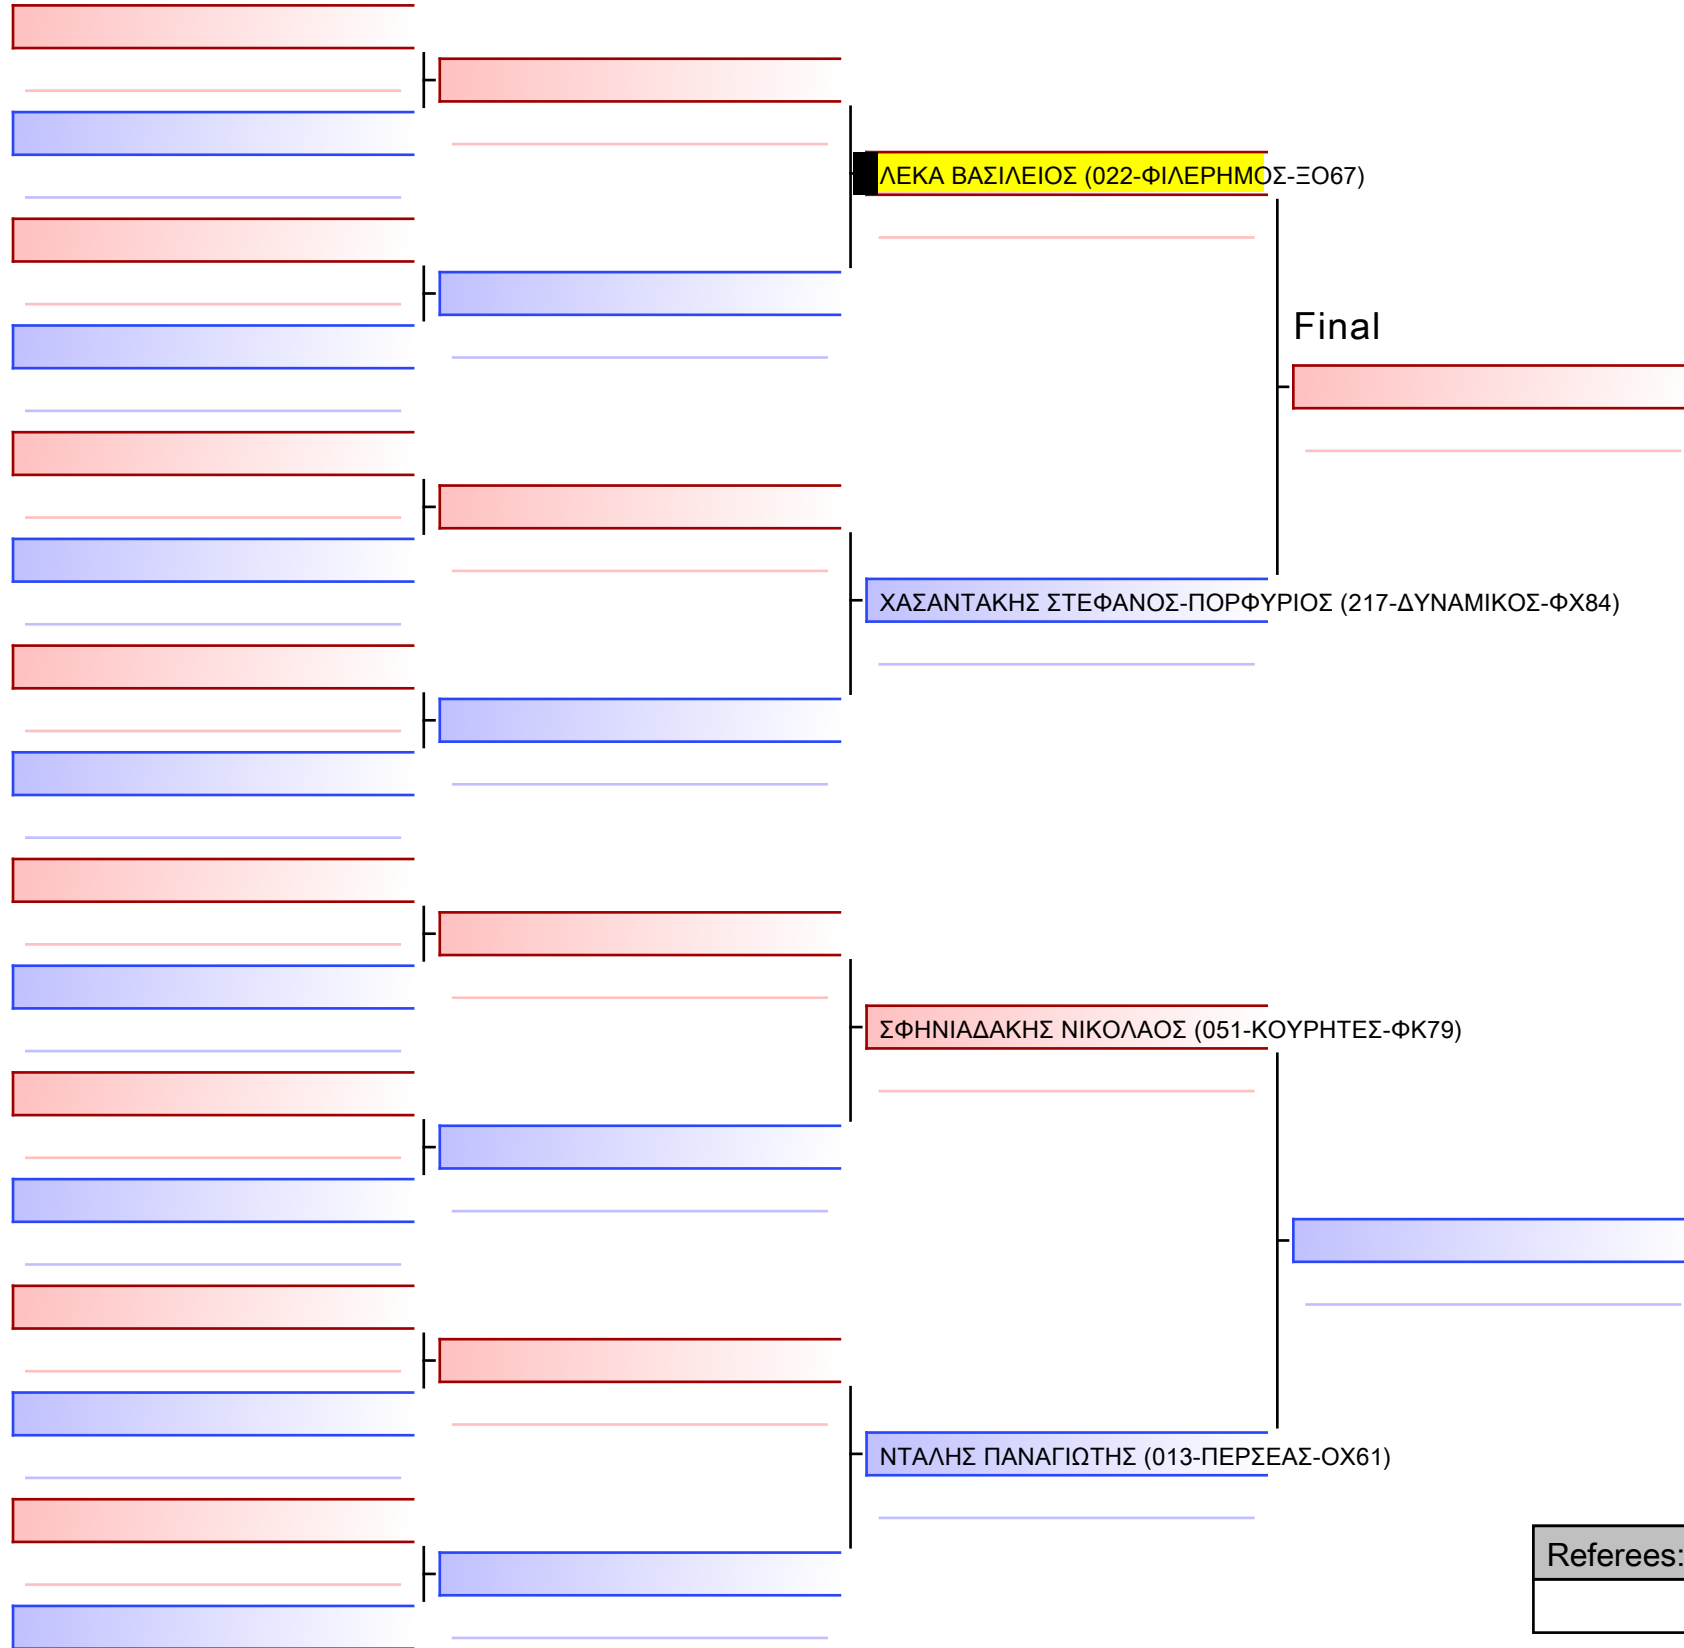 ΛΕΚΑ ΒΑΣΙΛΕΙΟΣ (022-ΦΙΛΕΡΗΜΟΣ-ΞΟ67)
Final
ΧΑΣΑΝΤΑΚΗΣ ΣΤΕΦΑΝΟΣ-ΠΟΡΦΥΡΙΟΣ (217-ΔΥΝΑΜΙΚΟΣ-ΦΧ84)
ΣΦΗΝΙΑΔΑΚΗΣ ΝΙΚΟΛΑΟΣ (051-ΚΟΥΡΗΤΕΣ-ΦΚ79)
ΝΤΑΛΗΣ ΠΑΝΑΓΙΩΤΗΣ (013-ΠΕΡΣΕΑΣ-ΟΧ61)
Referees: